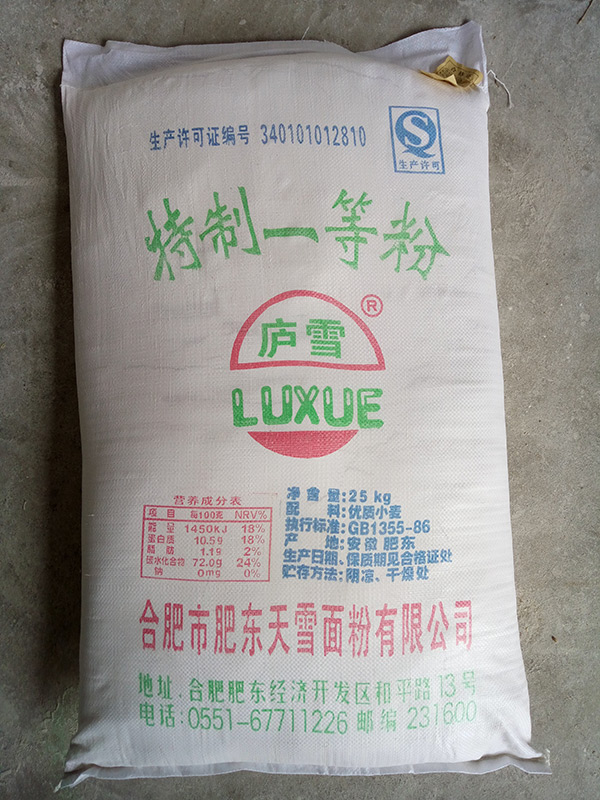 生产许可证编号 340101012810
QS
生产许可
特制一等粉
®
庐雪
LUXUE
营养成分表
项目 每100克 NRV%
能量 1450kJ 18%
蛋白质 10.5g 18%
脂肪 1.1g 2%
碳水化合物 72.0g 24%
钠 0mg 0%
净含量:25 kg
配料:优质小麦
执行标准:GB1355-86
产地:安徽 肥东
生产日期、保质期见合格证处
贮存方法:阴凉、干燥处
合肥市肥东天雪面粉有限公司
地址.合肥肥东经济开发区和平路13号
电话:0551-67711226 邮编 231600